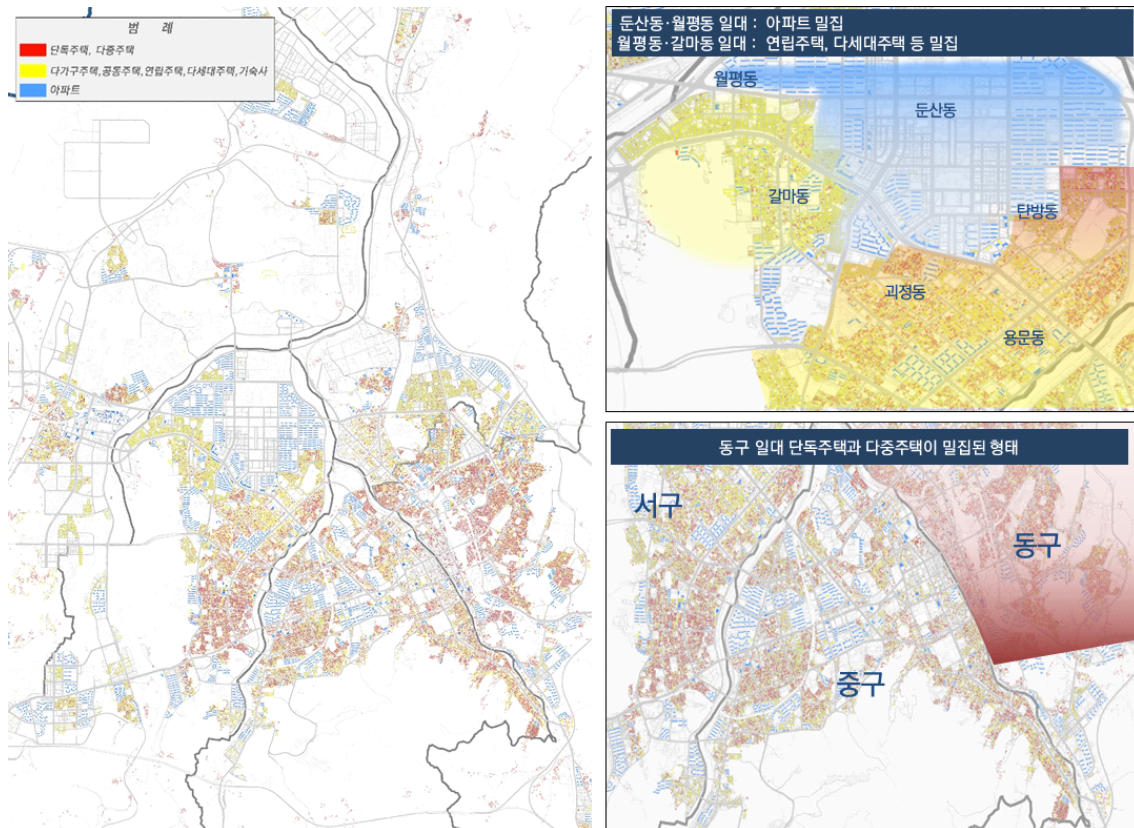 범 례
단독주택, 다중주택
다가구주택,공동주택,연립주택,다세대주택,기숙사
아파트
둔산동·월평동 일대 : 아파트 밀집
월평동·갈마동 일대 : 연립주택, 다세대주택 등 밀집
월평동
둔산동
갈마동
탄방동
괴정동
용문동
동구 일대 단독주택과 다중주택이 밀집된 형태
서구
동구
중구